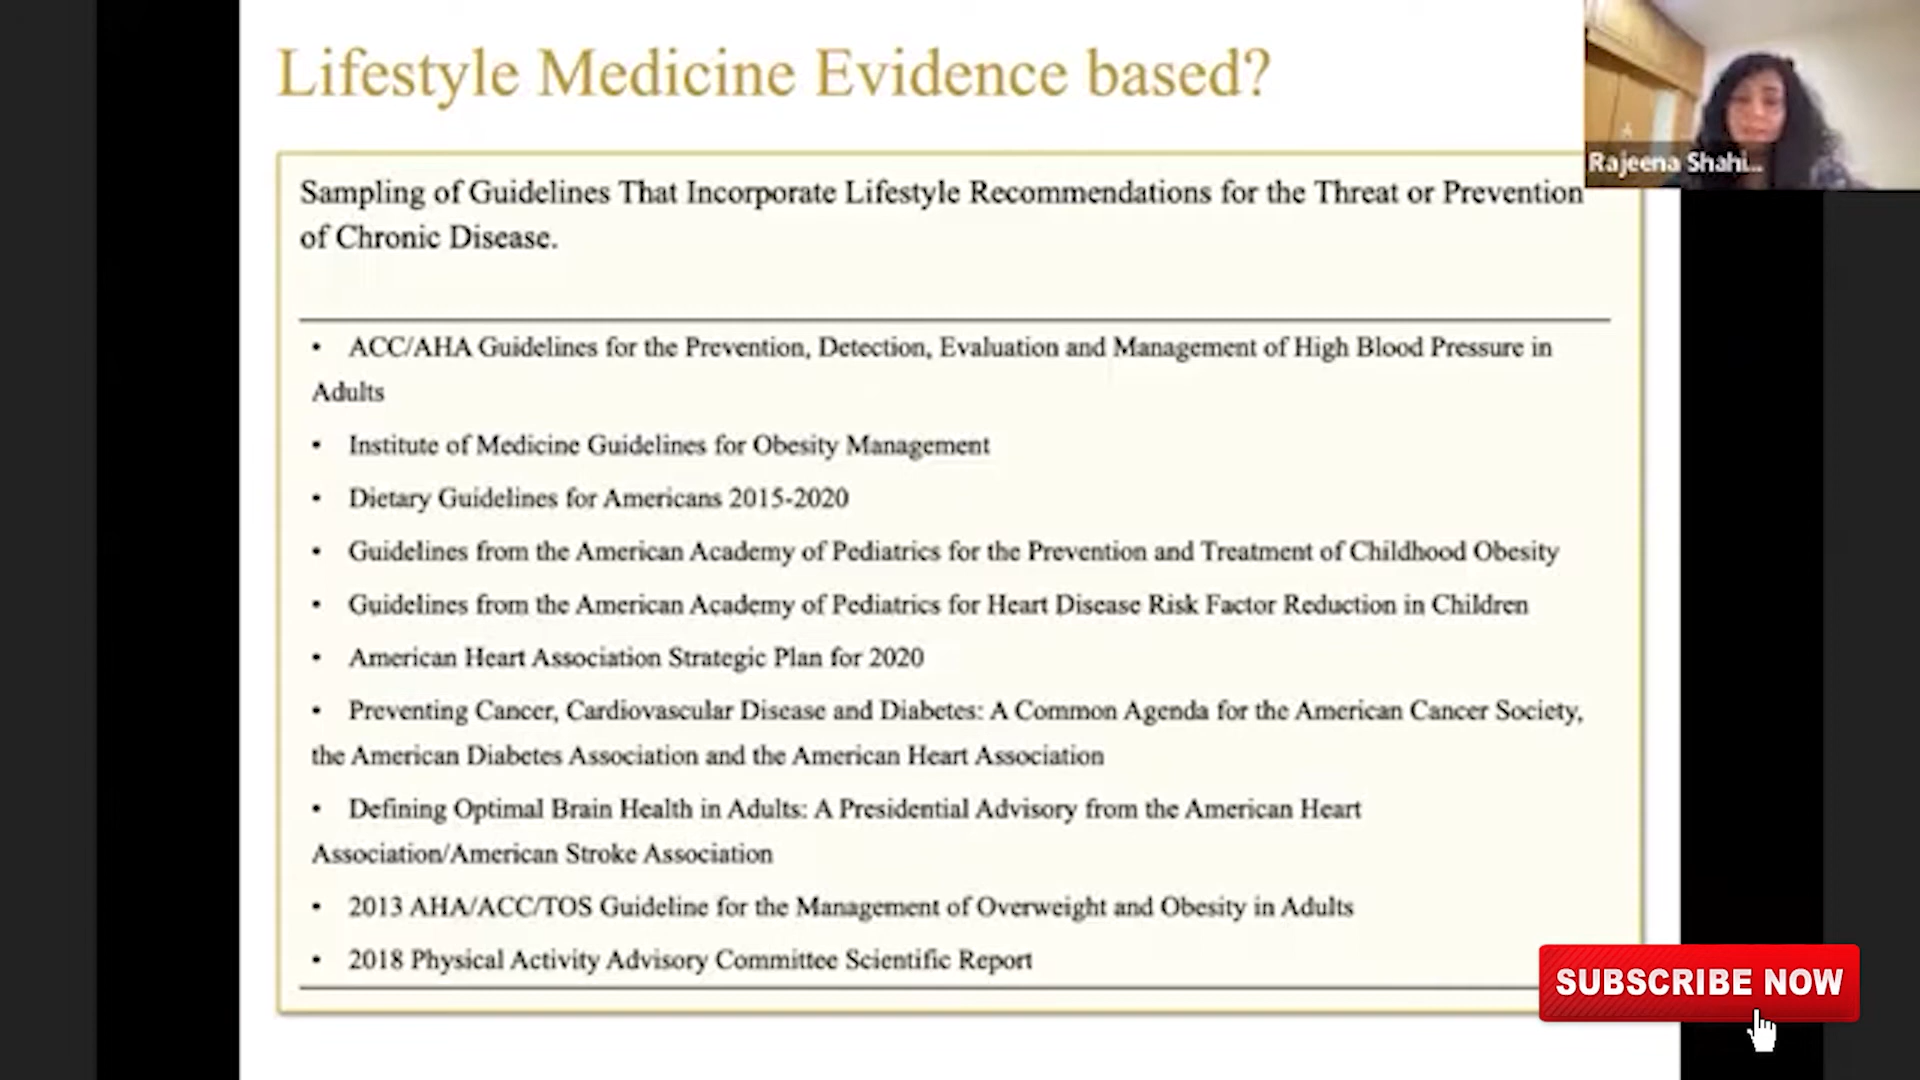 Lifestyle Medicine Evidence based?
Rajeena Shahi...
Sampling of Guidelines That Incorporate Lifestyle Recommendations for the Threat or Prevention
of Chronic Disease.
• ACC/AHA Guidelines for the Prevention, Detection, Evaluation and Management of High Blood Pressure in
Adults
• Institute of Medicine Guidelines for Obesity Management
• Dietary Guidelines for Americans 2015-2020
• Guidelines from the American Academy of Pediatrics for the Prevention and Treatment of Childhood Obesity
• Guidelines from the American Academy of Pediatrics for Heart Disease Risk Factor Reduction in Children
• American Heart Association Strategic Plan for 2020
• Preventing Cancer, Cardiovascular Disease and Diabetes: A Common Agenda for the American Cancer Society,
the American Diabetes Association and the American Heart Association
• Defining Optimal Brain Health in Adults: A Presidential Advisory from the American Heart
Association/American Stroke Association
• 2013 AHA/ACC/TOS Guideline for the Management of Overweight and Obesity in Adults
• 2018 Physical Activity Advisory Committee Scientific Report
SUBSCRIBE NOW